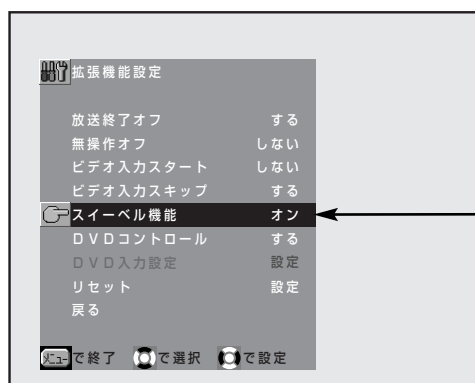 拡張機能設定
放送終了オフ する
無操作オフ しない
ビデオ入力スタート しない
ビデオ入力スキップ する
スイーベル機能 オン
DVDコントロール する
DVD入力設定 設定
リセット 設定
戻る
メニューで終了 で選択 で設定